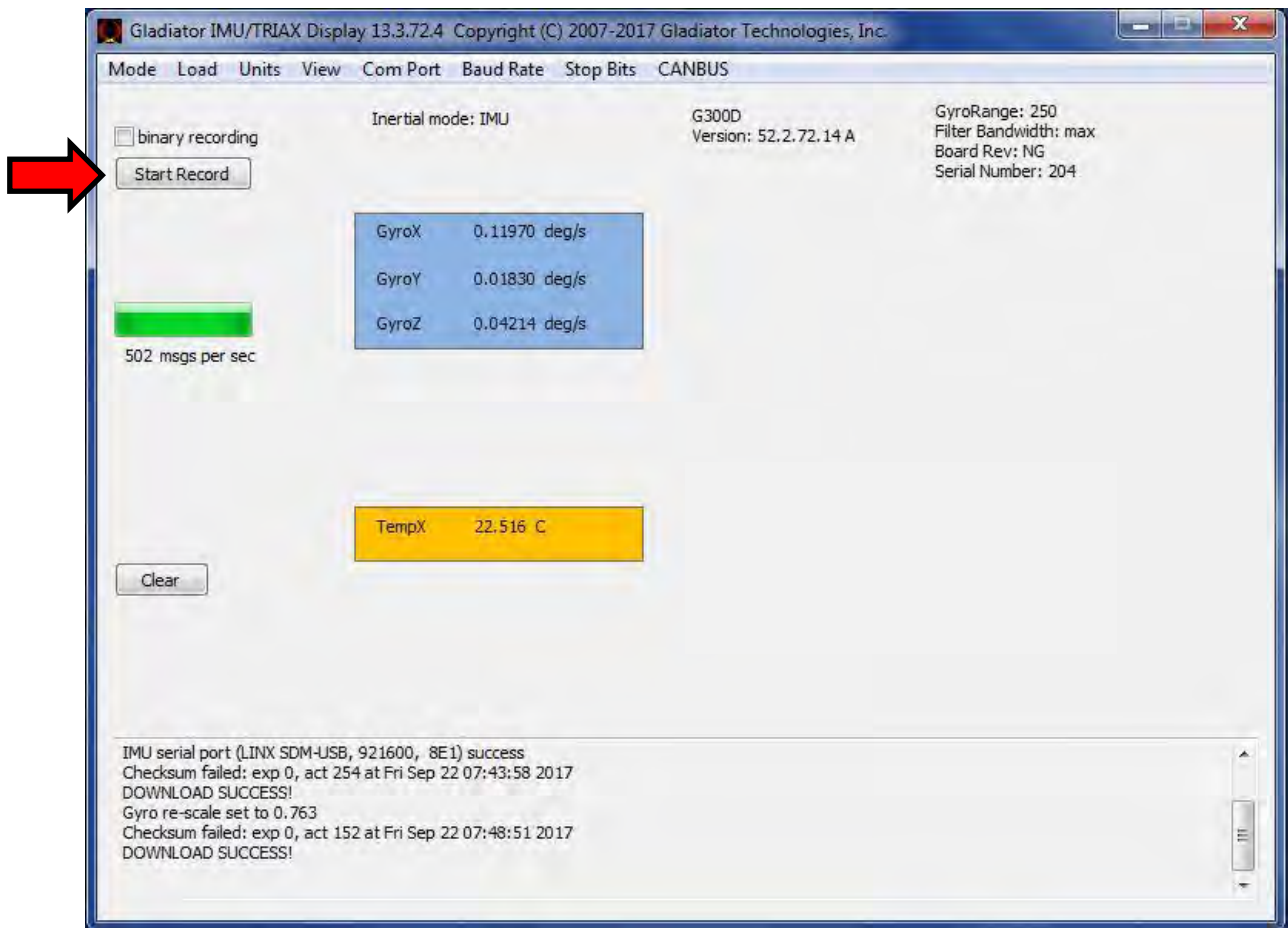 Gladiator IMU/TRIAX Display 13.3.72.4 Copyright (C) 2007-2017 Gladiator Technologies, Inc.
Mode Load Units View Com Port Baud Rate Stop Bits CANBUS
binary recording
Start Record
Inertial mode: IMU
G300D
Version: 52.2.72.14 A
GyroRange: 250
Filter Bandwidth: max
Board Rev: NG
Serial Number: 204
GyroX 0.11970 deg/s
GyroY 0.01830 deg/s
GyroZ 0.04214 deg/s
502 msgs per sec
TempX 22.516 C
Clear
IMU serial port (LINX SDM-USB, 921600, 8E1) success
Checksum failed: exp 0, act 254 at Fri Sep 22 07:43:58 2017
DOWNLOAD SUCCESS!
Gyro re-scale set to 0.763
Checksum failed: exp 0, act 152 at Fri Sep 22 07:48:51 2017
DOWNLOAD SUCCESS!